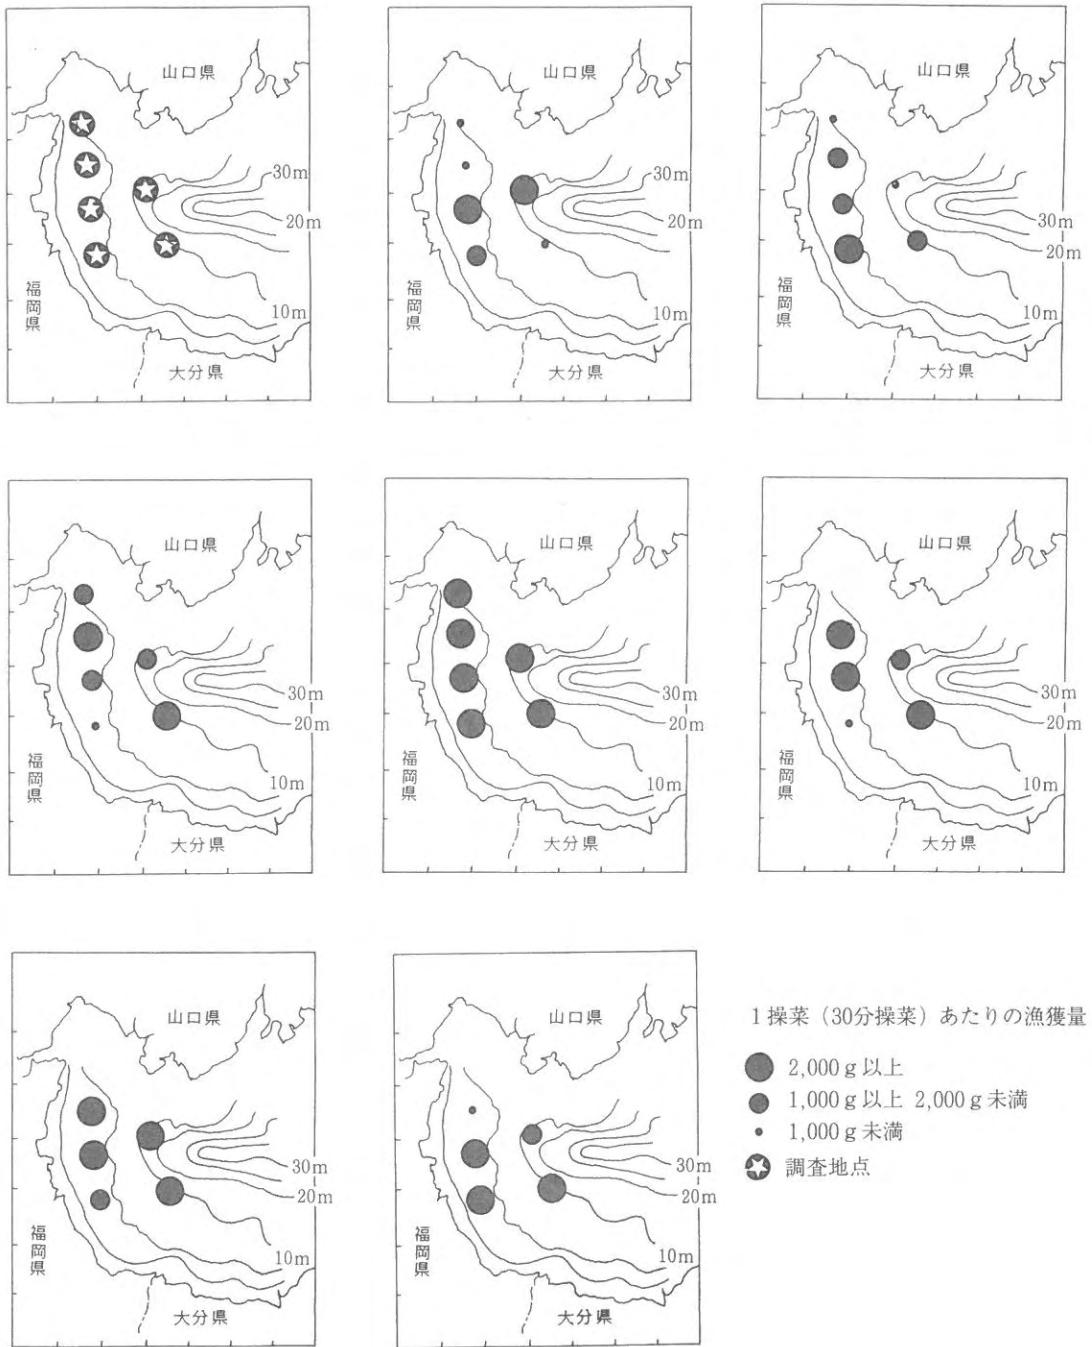 山口県
30m
20m
10m
福岡県
大分県
山口県
福岡県
大分県
山口県
30m
20m
10m
福岡県
大分県
山口県
30m
20m
10m
福岡県
大分県
山口県
30m
20m
10m
福岡県
大分県
山口県
30m
20m
10m
福岡県
大分県
山口県
30m
20m
10m
福岡県
大分県
山口県
30m
20m
10m
福岡県
大分県
1操菜(30分操菜)あたりの漁獲量
2,000g以上
1,000g以上 2,000g未満
1,000g未満
調査地点